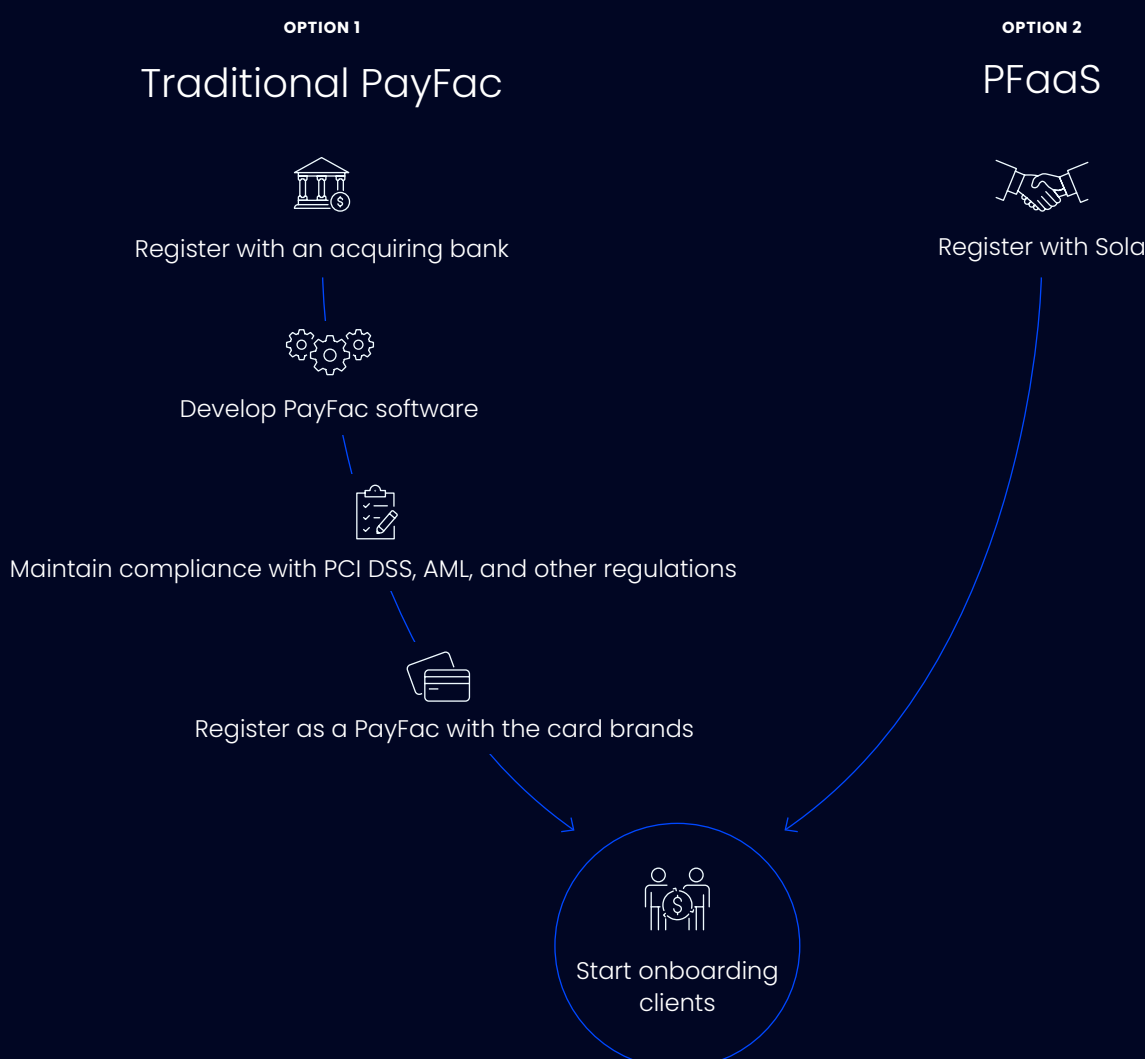 OPTION 1
Traditional PayFac
Register with an acquiring bank
Develop PayFac software
Maintain compliance with PCI DSS, AML, and other regulations
Register as a PayFac with the card brands
OPTION 2
PFaaS
Register with Sola
Start onboarding
clients